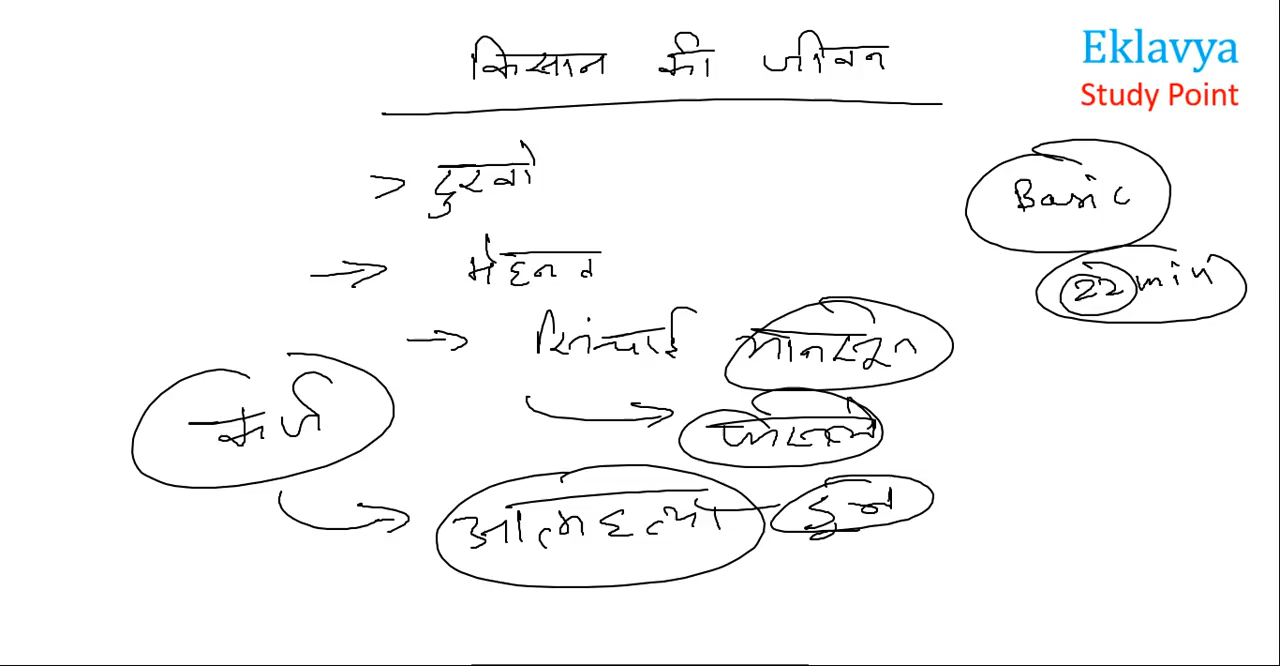 किसान की जीवन
Eklavya
Study Point
दुखो
Basic
मेहनत
22 min
सिंचाई मानसून
कर्ज
आत्महत्या